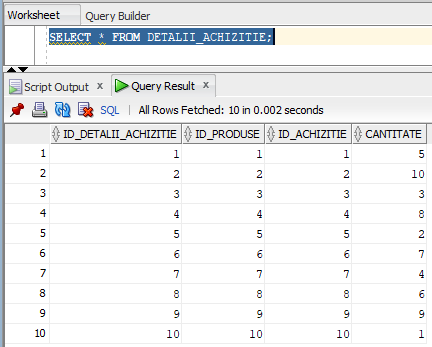 Worksheet Query Builder
SELECT * FROM DETALII_ACHIZITIE;
Script Output x Query Result x
SQL | All Rows Fetched: 10 in 0.002 seconds
ID_DETALII_ACHIZITIE ID_PRODUSE ID_ACHIZITIE CANTITATE
1 1 1 1 5
2 2 2 2 10
3 3 3 3 3
4 4 4 4 8
5 5 5 5 2
6 6 6 6 7
7 7 7 7 4
8 8 8 8 6
9 9 9 9 9
10 10 10 10 1